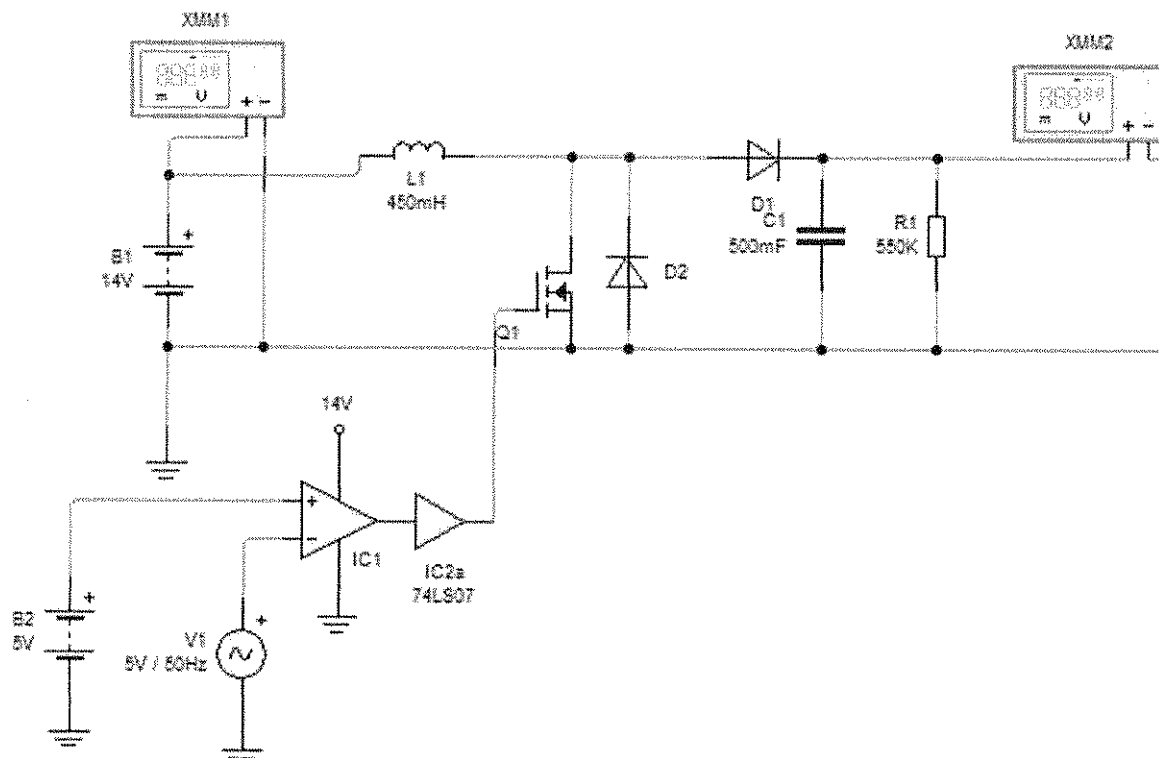 XMM1
XMM2
m V
+ -
m V
+ -
L1
450mH
D1
C1
500mF
R1
550K
+
B1
14V
D2
Q1
14V
+
-
IC1
IC2a
74LS07
+
B2
5V
+
V1
5V / 50Hz